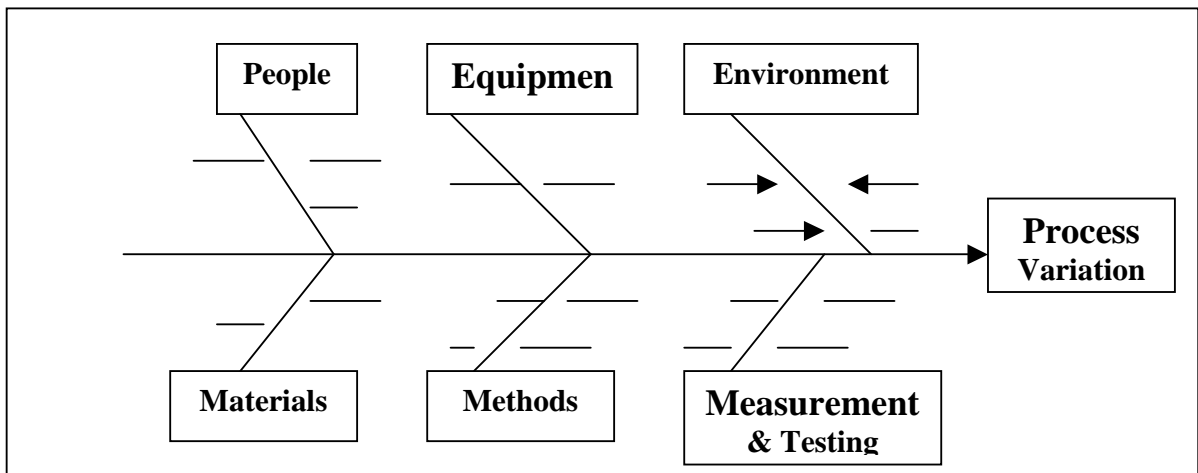 People
Equipmen
Environment
Process
Variation
Materials
Methods
Measurement
& Testing